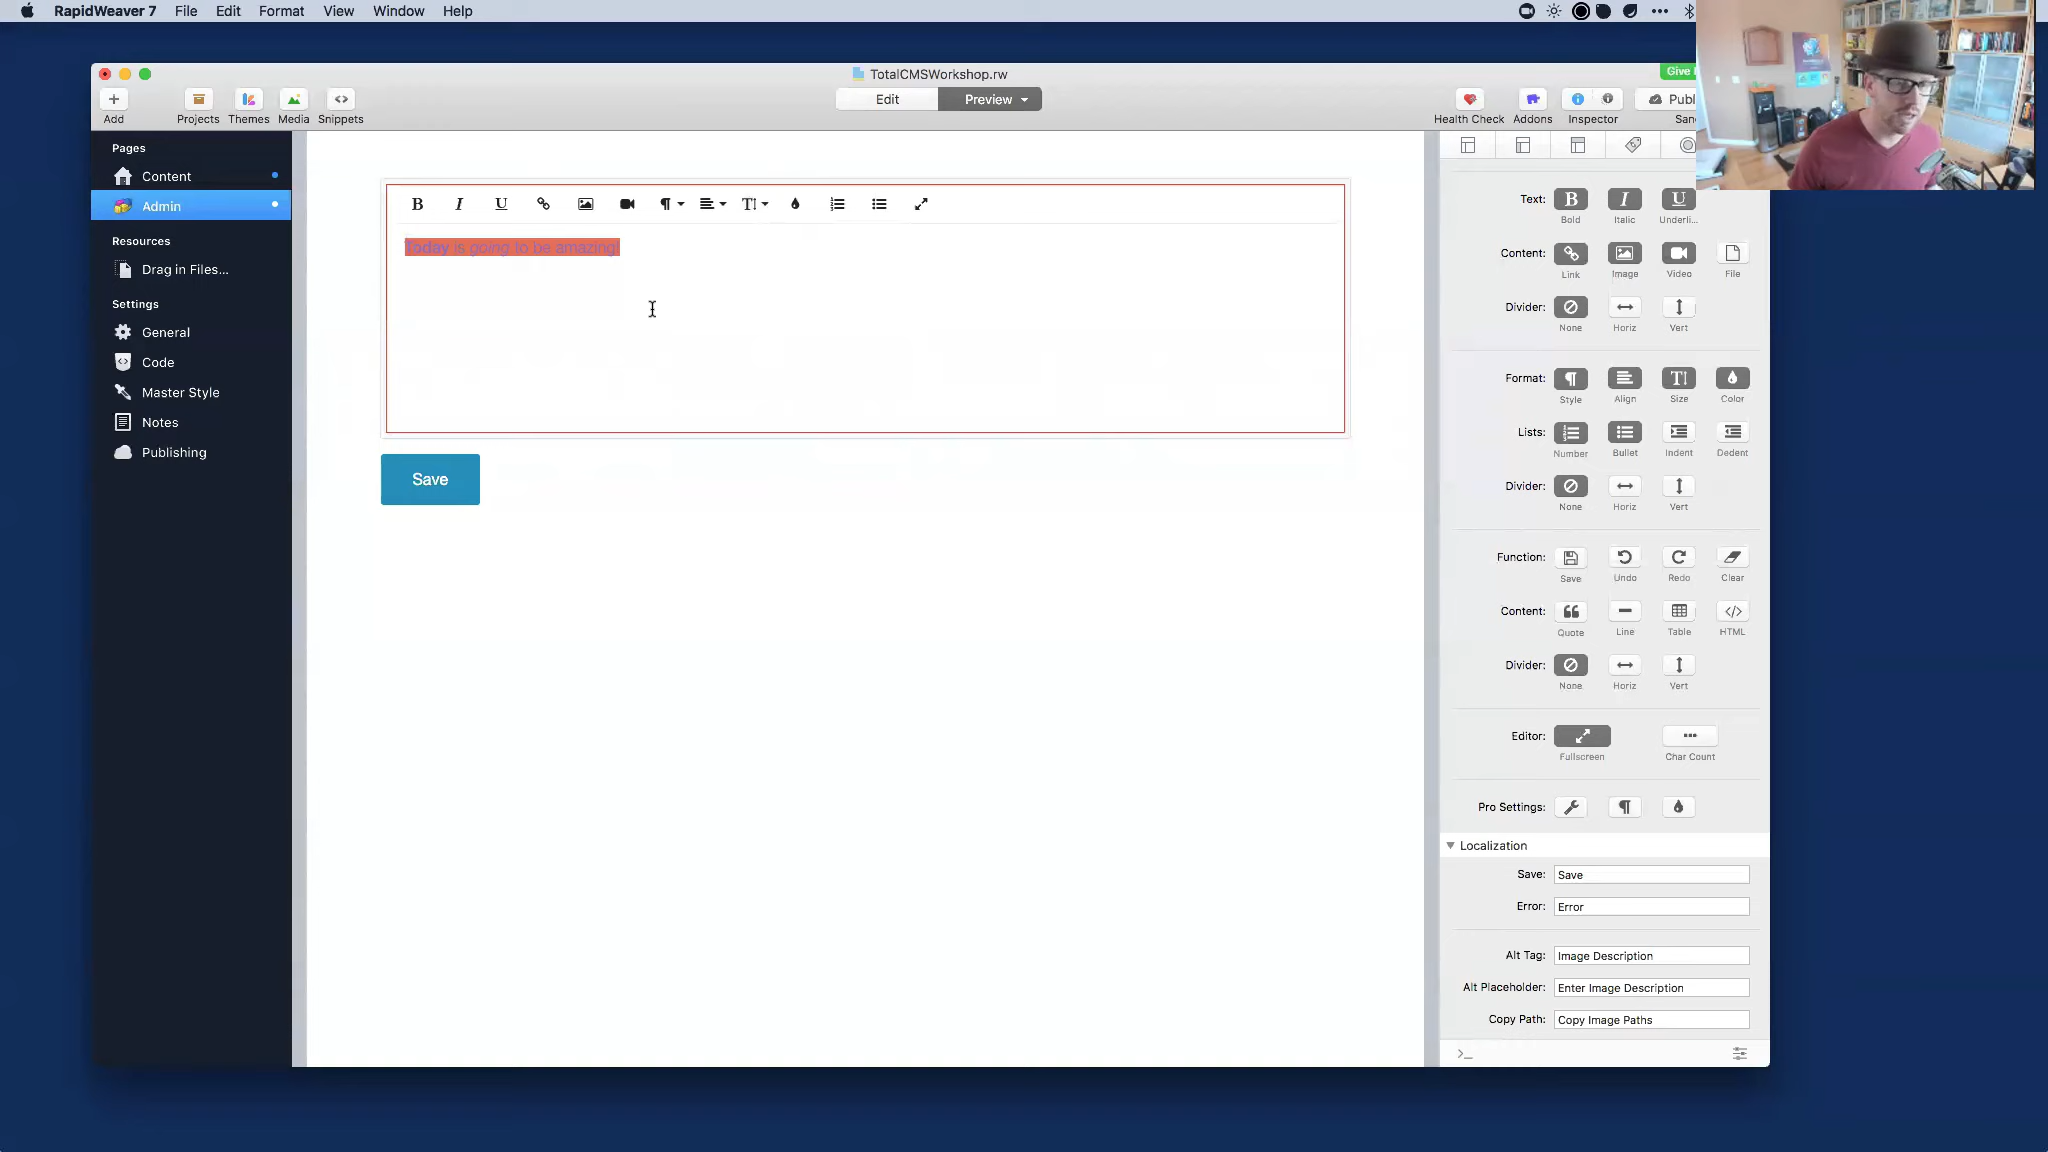 RapidWeaver 7 File Edit Format View Window Help
TotalCMSWorkshop.rw
Give
Edit Preview
Add Projects Themes Media Snippets
Health Check Addons Inspector
Publ
Pages
Content
Admin
Resources
Drag in Files...
Settings
General
Code
Master Style
Notes
Publishing
B I U
Today is going to be amazing!
Save
Text: B I U
Bold Italic Underli...
Content:
Link Image Video File
Divider:
None Horiz Vert
Format:
Style Align Size Color
Lists:
Number Bullet Indent Dedent
Divider:
None Horiz Vert
Function:
Save Undo Redo Clear
Content:
Quote Line Table HTML
Divider:
None Horiz Vert
Editor:
Fullscreen Char Count
Pro Settings:
Localization
Save: Save
Error: Error
Alt Tag: Image Description
Alt Placeholder: Enter Image Description
Copy Path: Copy Image Paths